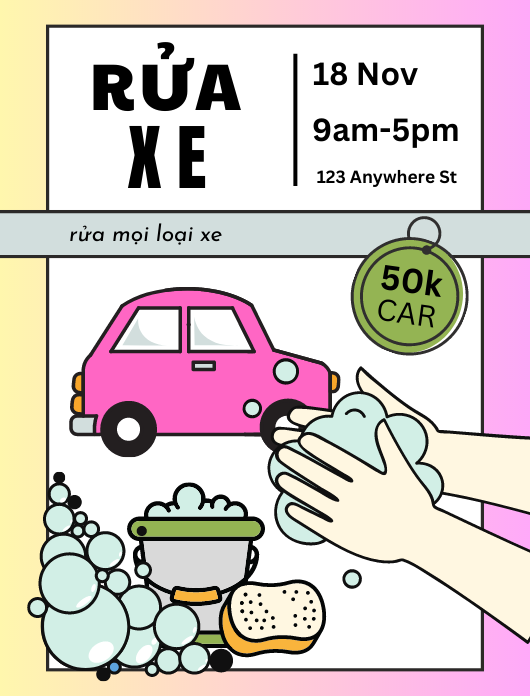 RỬA
XE
18 Nov
9am-5pm
123 Anywhere St
rửa mọi loại xe
50k
CAR